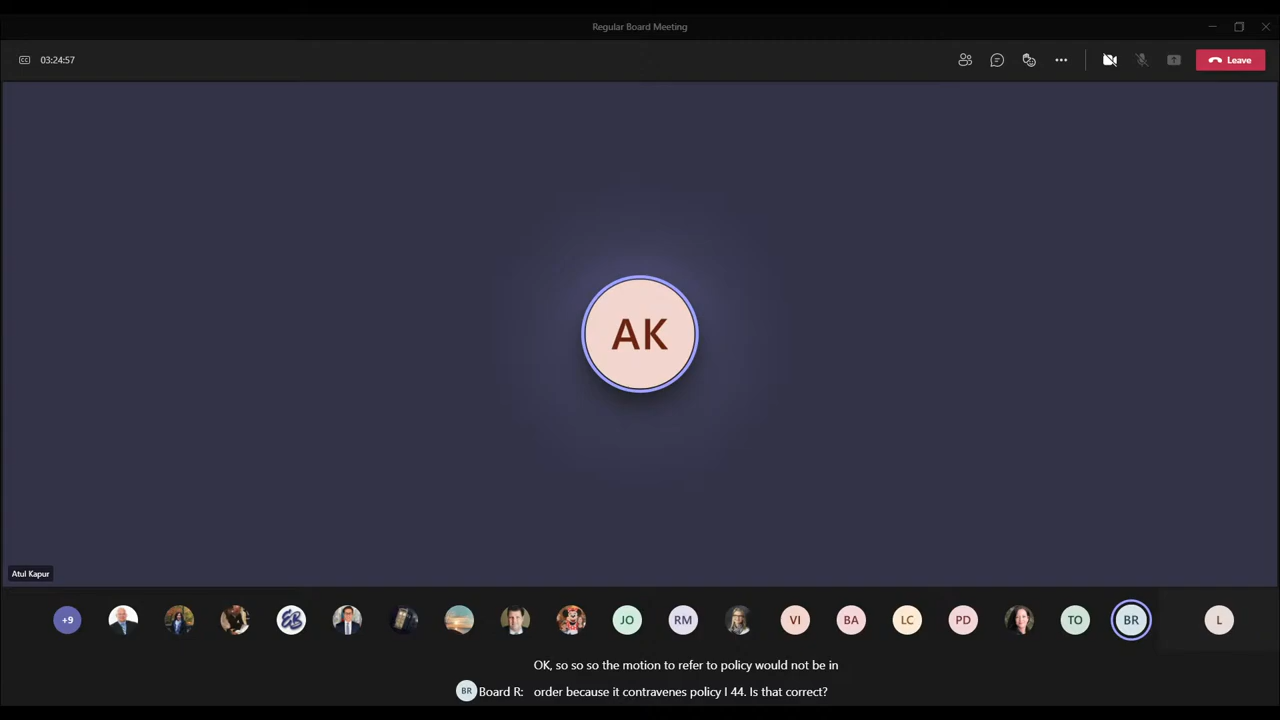 Regular Board Meeting
CC 03:24:57
Leave
AK
Atul Kapur
+9
EB
JO
RM
VI
BA
LC
PD
TO
BR
L
OK, so so so the motion to refer to policy would not be in
BR Board R: order because it contravenes policy I 44. Is that correct?